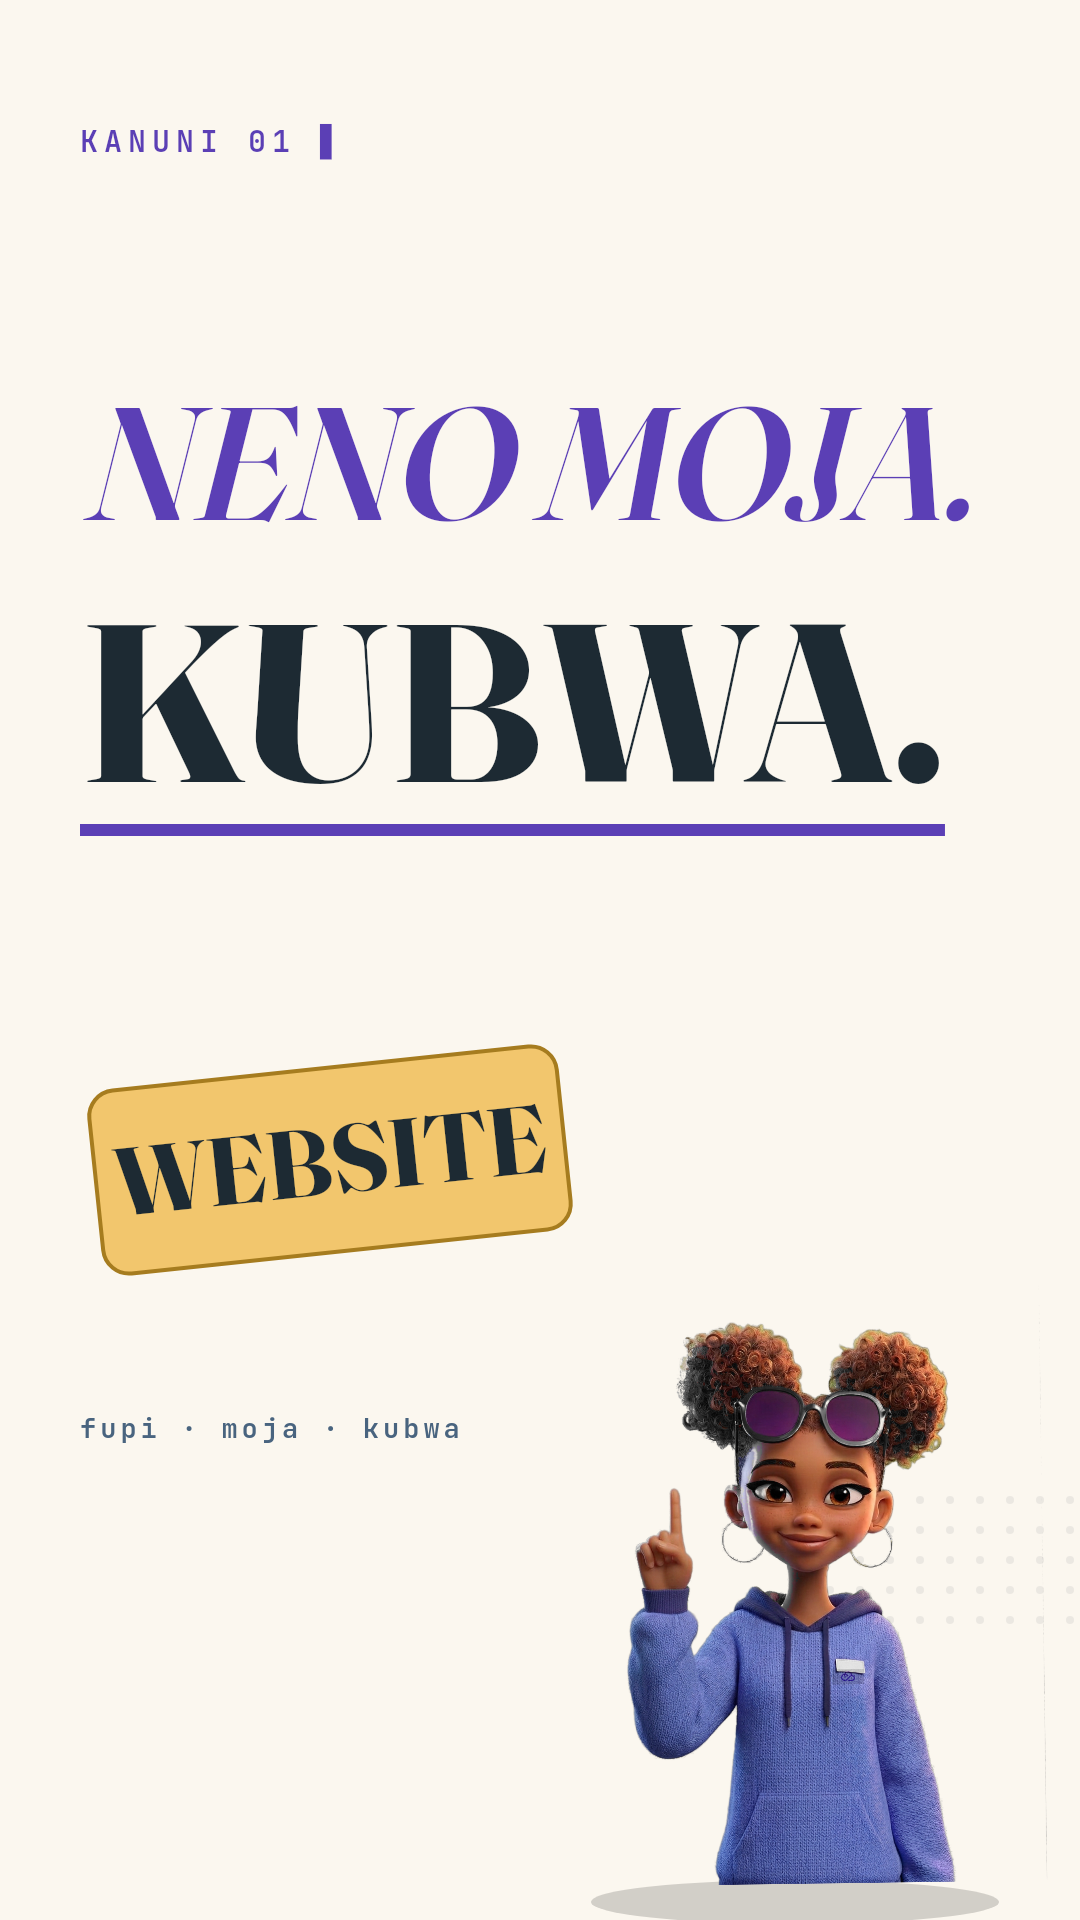 KANUNI 01
NENO MOJA.
KUBWA.
WEBSITE
fupi · moja · kubwa